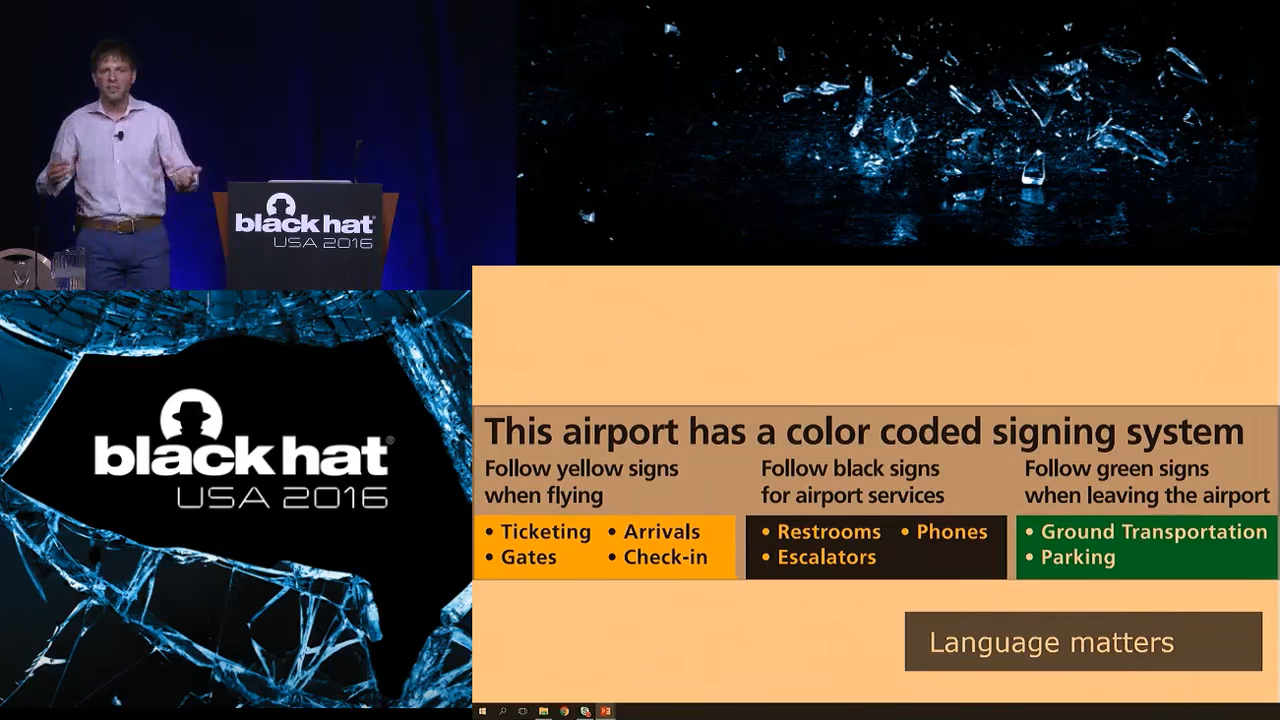 black hat
USA 2016
black hat
USA 2016
This airport has a color coded signing system
Follow yellow signs
when flying
• Ticketing • Arrivals
• Gates • Check-in
Follow black signs
for airport services
• Restrooms • Phones
• Escalators
Follow green signs
when leaving the airport
• Ground Transportation
• Parking
Language matters